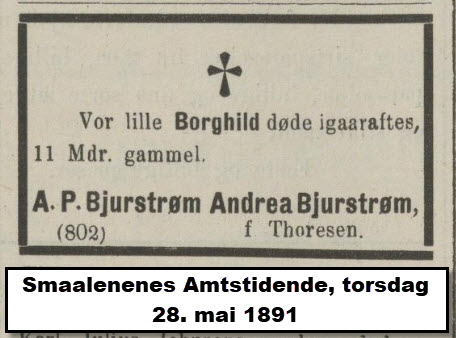 Vor lille Borghild døde igaaraftes,
11 Mdr. gammel.
A. P. Bjurstrøm Andrea Bjurstrøm,
(802) f Thoresen.
Smaalenenes Amtstidende, torsdag
28. mai 1891